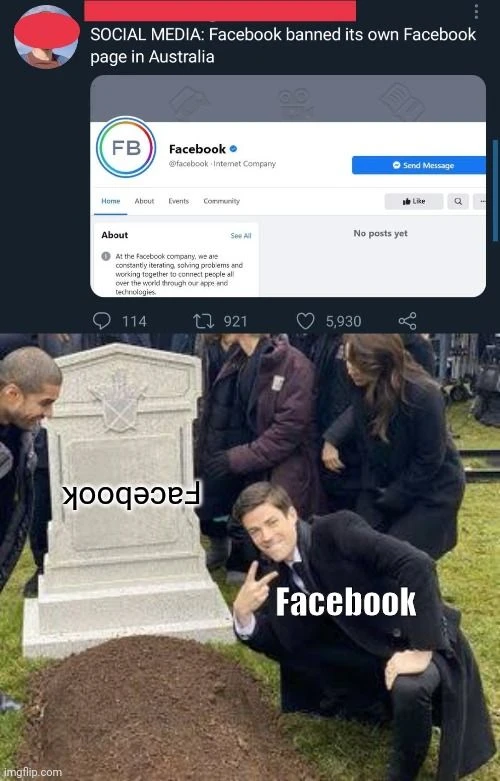 SOCIAL MEDIA: Facebook banned its own Facebook
page in Australia
FB
Facebook
@facebook · Internet Company
Send Message
Home About Events Community
Like
About
See All
No posts yet
At the Facebook company, we are
constantly iterating, solving problems and
working together to connect people all
over the world through our apps and
technologies.
114 921 5,930
Facebook
Facebook
imgflip.com